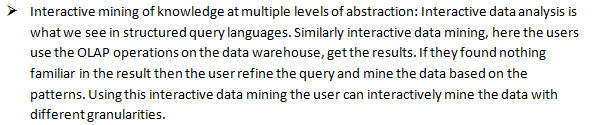 ➢ Interactive mining of knowledge at multiple levels of abstraction: Interactive data analysis is
what we see in structured query languages. Similarly interactive data mining, here the users
use the OLAP operations on the data warehouse, get the results. If they found nothing
familiar in the result then the user refine the query and mine the data based on the
patterns. Using this interactive data mining the user can interactively mine the data with
different granularities.